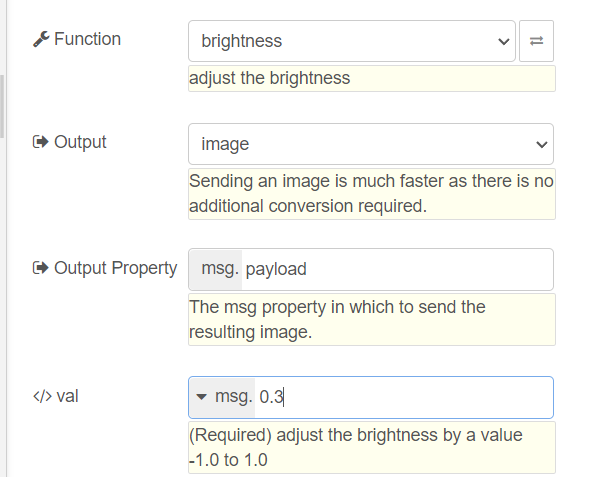 Function
brightness
adjust the brightness
Output
image
Sending an image is much faster as there is no
additional conversion required.
Output Property
msg. payload
The msg property in which to send the
resulting image.
</> val
msg. 0.3
(Required) adjust the brightness by a value
-1.0 to 1.0